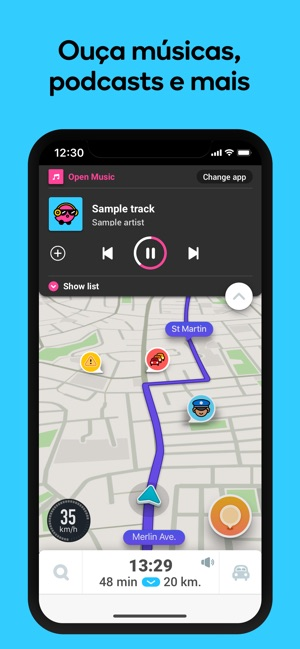 Ouça músicas,
podcasts e mais
12:30
Open Music
Change app
Sample track
Sample artist
Show list
St Martin
35
km/h
Merlin Ave.
13:29
48 min 20 km.